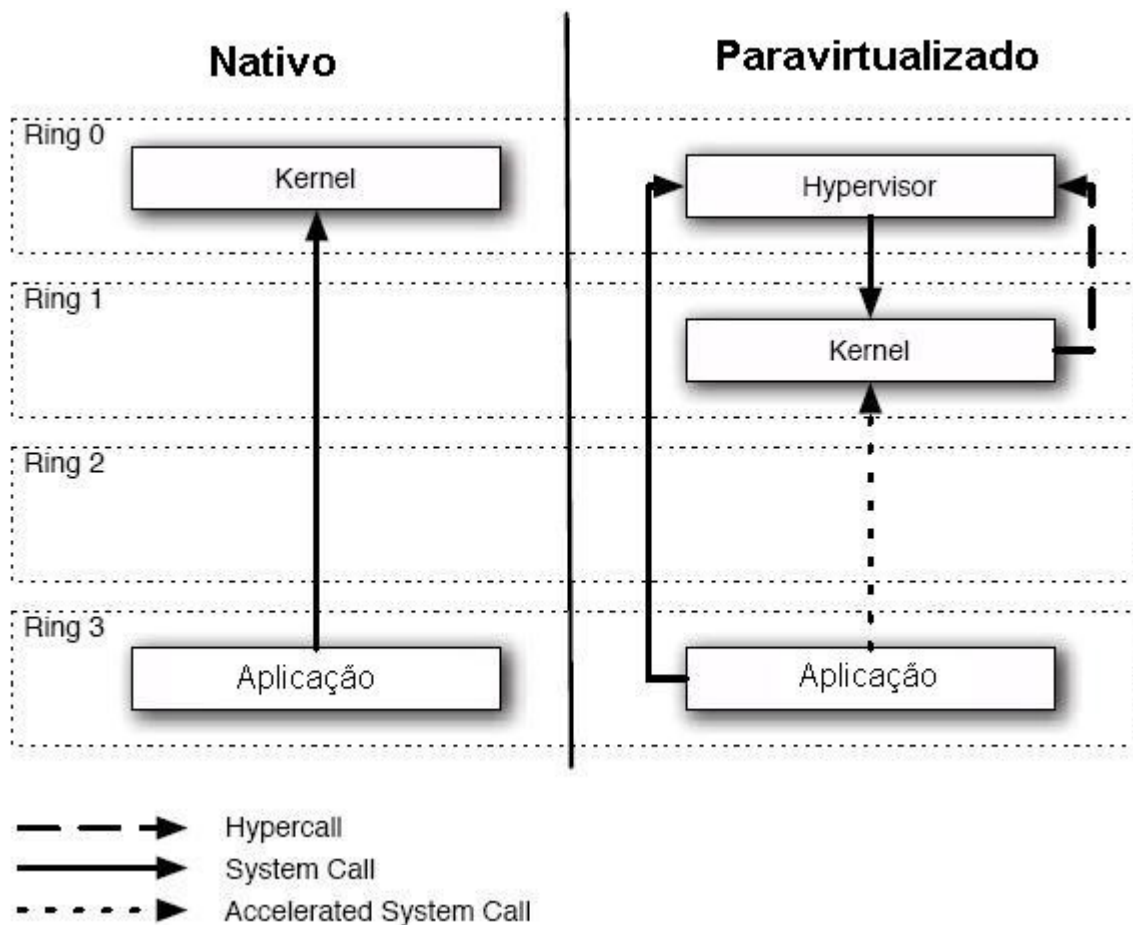 Nativo
Paravirtualizado
Ring 0
Kernel
Hypervisor
Ring 1
Kernel
Ring 2
Ring 3
Aplicação
Aplicação
Hypercall
System Call
Accelerated System Call